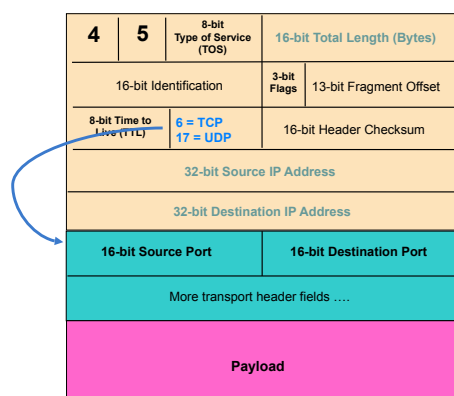 4
5
8-bit
Type of Service
(TOS)
16-bit Total Length (Bytes)
16-bit Identification
3-bit
Flags
13-bit Fragment Offset
8-bit Time to
Live (TTL)
6 = TCP
17 = UDP
16-bit Header Checksum
32-bit Source IP Address
32-bit Destination IP Address
16-bit Source Port
16-bit Destination Port
More transport header fields ….
Payload